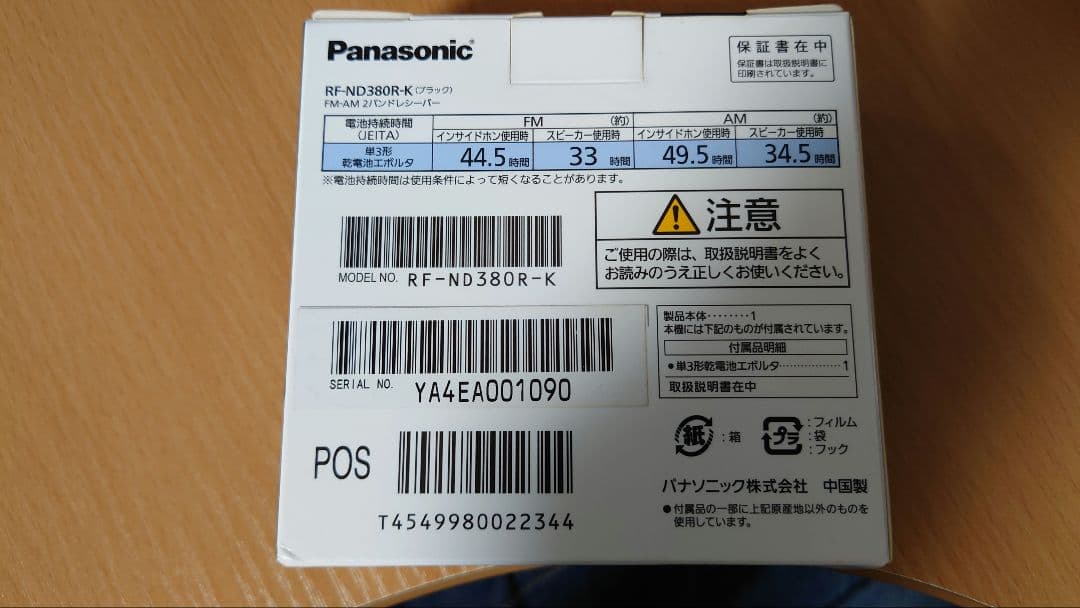 Panasonic
保証書在中
保証書は取扱説明書に
印刷されています。
RF-ND380R-K(ブラック)
FM-AM 2バンドレシーバー
電池持続時間
(JEITA)
FM (約)
AM (約)
インサイドホン使用時 スピーカー使用時 インサイドホン使用時 スピーカー使用時
単3形
乾電池エボルタ
44.5時間 33時間 49.5時間 34.5時間
※電池持続時間は使用条件によって短くなることがあります。
注意
ご使用の際は、取扱説明書をよく
お読みのうえ正しくお使いください。
MODEL NO. RF-ND380R-K
SERIAL NO. YA4EA001090
製品本体‥‥‥‥1
本機には下記のものが付属されています。
付属品明細
●単3形乾電池エボルタ‥‥‥‥‥‥1
取扱説明書在中
POS
T4549980022344
紙:箱
プラ:フィルム
:袋
:フック
パナソニック株式会社 中国製
●付属品の一部に上記原産地以外のものを
使用しています。